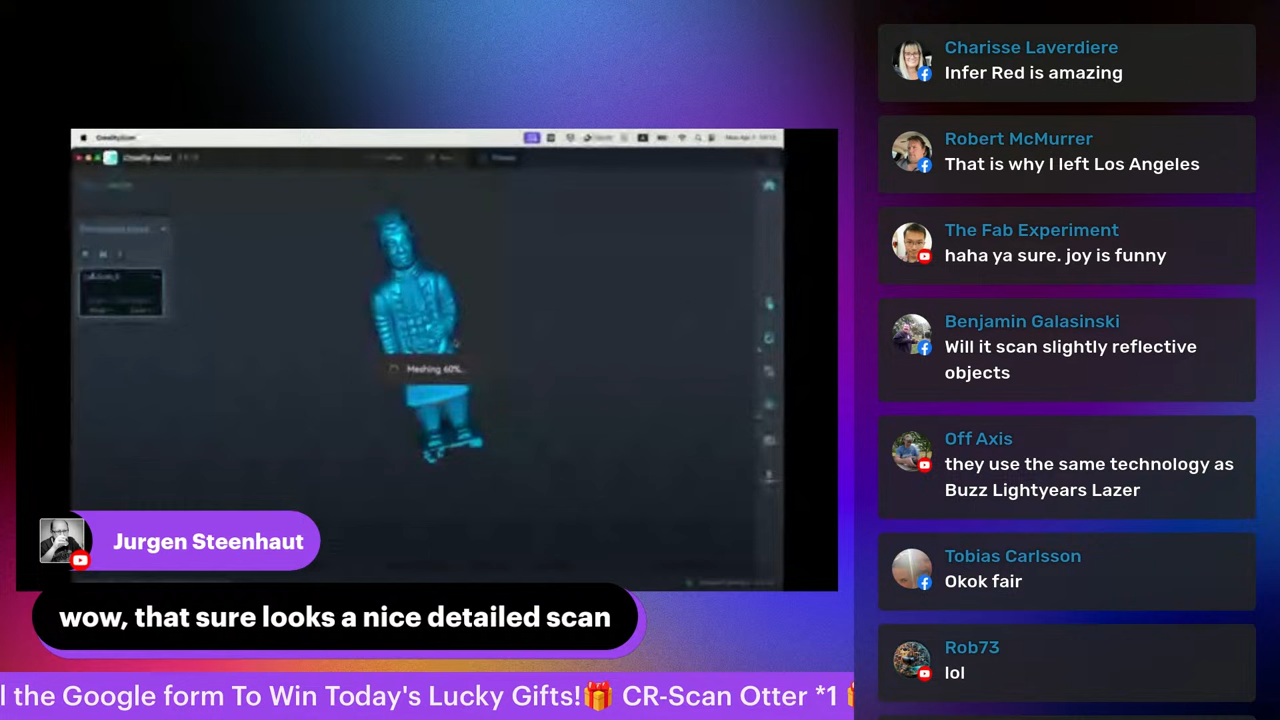 Meshing 60%...
Jurgen Steenhaut
wow, that sure looks a nice detailed scan
l the Google form To Win Today's Lucky Gifts!🎁 CR-Scan Otter *1
Charisse Laverdiere
Infer Red is amazing
Robert McMurrer
That is why I left Los Angeles
The Fab Experiment
haha ya sure. joy is funny
Benjamin Galasinski
Will it scan slightly reflective
objects
Off Axis
they use the same technology as
Buzz Lightyears Lazer
Tobias Carlsson
Okok fair
Rob73
lol